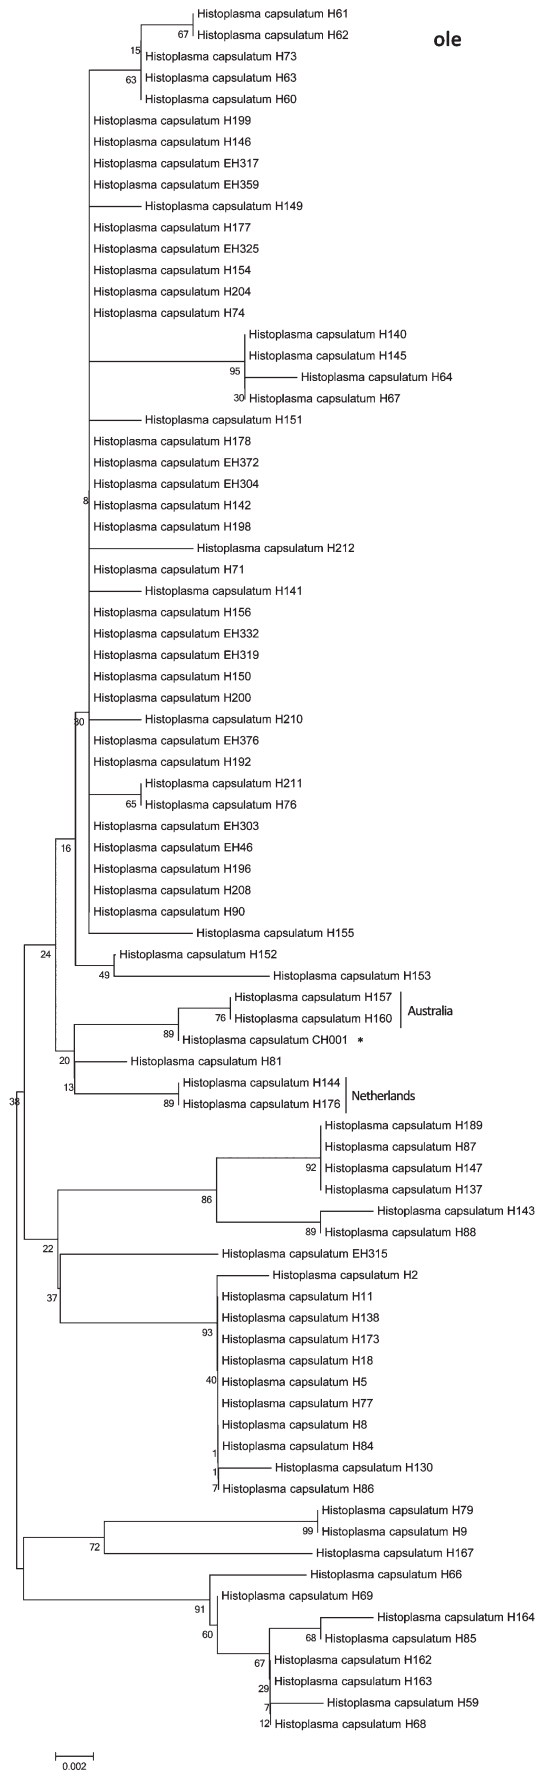 Histoplasma capsulatum H61
67
Histoplasma capsulatum H62
ole
15
Histoplasma capsulatum H73
63
Histoplasma capsulatum H63
Histoplasma capsulatum H60
Histoplasma capsulatum H199
Histoplasma capsulatum H146
Histoplasma capsulatum EH317
Histoplasma capsulatum EH359
Histoplasma capsulatum H149
Histoplasma capsulatum H177
Histoplasma capsulatum EH325
Histoplasma capsulatum H154
Histoplasma capsulatum H204
Histoplasma capsulatum H74
Histoplasma capsulatum H140
Histoplasma capsulatum H145
95
Histoplasma capsulatum H64
30
Histoplasma capsulatum H67
Histoplasma capsulatum H151
Histoplasma capsulatum H178
Histoplasma capsulatum EH372
Histoplasma capsulatum EH304
8
Histoplasma capsulatum H142
Histoplasma capsulatum H198
Histoplasma capsulatum H212
Histoplasma capsulatum H71
Histoplasma capsulatum H141
Histoplasma capsulatum H156
Histoplasma capsulatum EH332
Histoplasma capsulatum EH319
Histoplasma capsulatum H150
Histoplasma capsulatum H200
30
Histoplasma capsulatum H210
Histoplasma capsulatum EH376
Histoplasma capsulatum H192
Histoplasma capsulatum H211
65
Histoplasma capsulatum H76
Histoplasma capsulatum EH303
16
Histoplasma capsulatum EH46
Histoplasma capsulatum H196
Histoplasma capsulatum H208
Histoplasma capsulatum H90
Histoplasma capsulatum H155
24
Histoplasma capsulatum H152
49
Histoplasma capsulatum H153
Histoplasma capsulatum H157
76
Histoplasma capsulatum H160
Australia
89
Histoplasma capsulatum CH001 *
20
Histoplasma capsulatum H81
13
Histoplasma capsulatum H144
89
Histoplasma capsulatum H176
Netherlands
38
Histoplasma capsulatum H189
Histoplasma capsulatum H87
92
Histoplasma capsulatum H147
Histoplasma capsulatum H137
86
Histoplasma capsulatum H143
89
Histoplasma capsulatum H88
22
Histoplasma capsulatum EH315
Histoplasma capsulatum H2
37
Histoplasma capsulatum H11
Histoplasma capsulatum H138
93
Histoplasma capsulatum H173
Histoplasma capsulatum H18
40
Histoplasma capsulatum H5
Histoplasma capsulatum H77
Histoplasma capsulatum H8
Histoplasma capsulatum H84
1
Histoplasma capsulatum H130
1
7
Histoplasma capsulatum H86
Histoplasma capsulatum H79
99
Histoplasma capsulatum H9
72
Histoplasma capsulatum H167
Histoplasma capsulatum H66
Histoplasma capsulatum H69
91
Histoplasma capsulatum H164
60
68
Histoplasma capsulatum H85
67
Histoplasma capsulatum H162
Histoplasma capsulatum H163
29
Histoplasma capsulatum H59
7
12
Histoplasma capsulatum H68
0.002